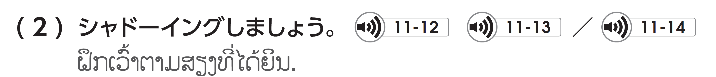 (２) シャドーイングしましょう。 11-12 11-13 ／ 11-14
ຝຶກເວົ້າຕາມສຽງທີ່ໄດ້ຍິນ.